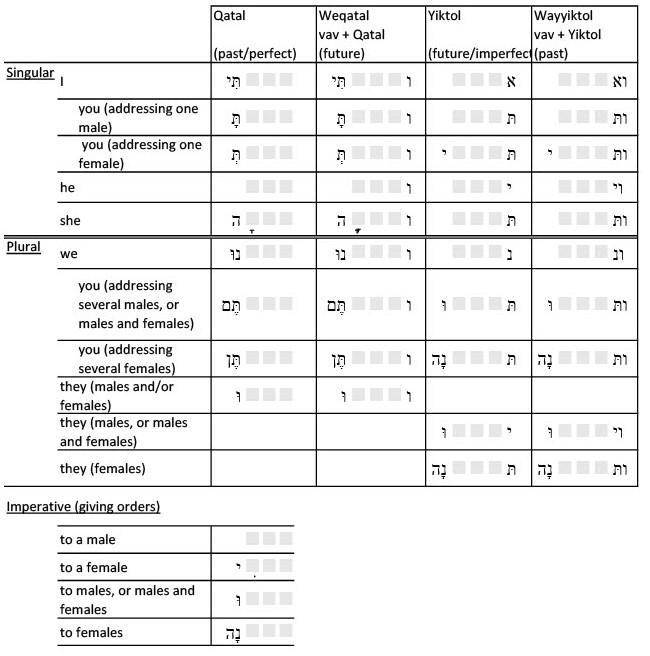 Qatal
(past/perfect)
Weqatal
vav + Qatal
(future)
Yiktol
(future/imperfect
Wayyiktol
vav + Yiktol
(past)
Singular
I תִּי ו תִּי א וא
you (addressing one
male) תָּ ו תָּ תּ ותּ
you (addressing one
female) תְּ ו תְּ תּ י ותּ י
he ו י וי
she ָה ו ָה תּ ותּ
Plural
we נוּ ו נוּ נ ונ
you (addressing
several males, or
males and females) תֶּם ו תֶּם תּ וּ ותּ וּ
you (addressing
several females) תֶּן ו תֶּן תּ נָה ותּ נָה
they (males and/or
females) וּ ו וּ
they (males, or males
and females) י וּ וי וּ
they (females) תּ נָה ותּ נָה
Imperative (giving orders)
to a male
to a female ִי
to males, or males and
females וּ
to females נָה